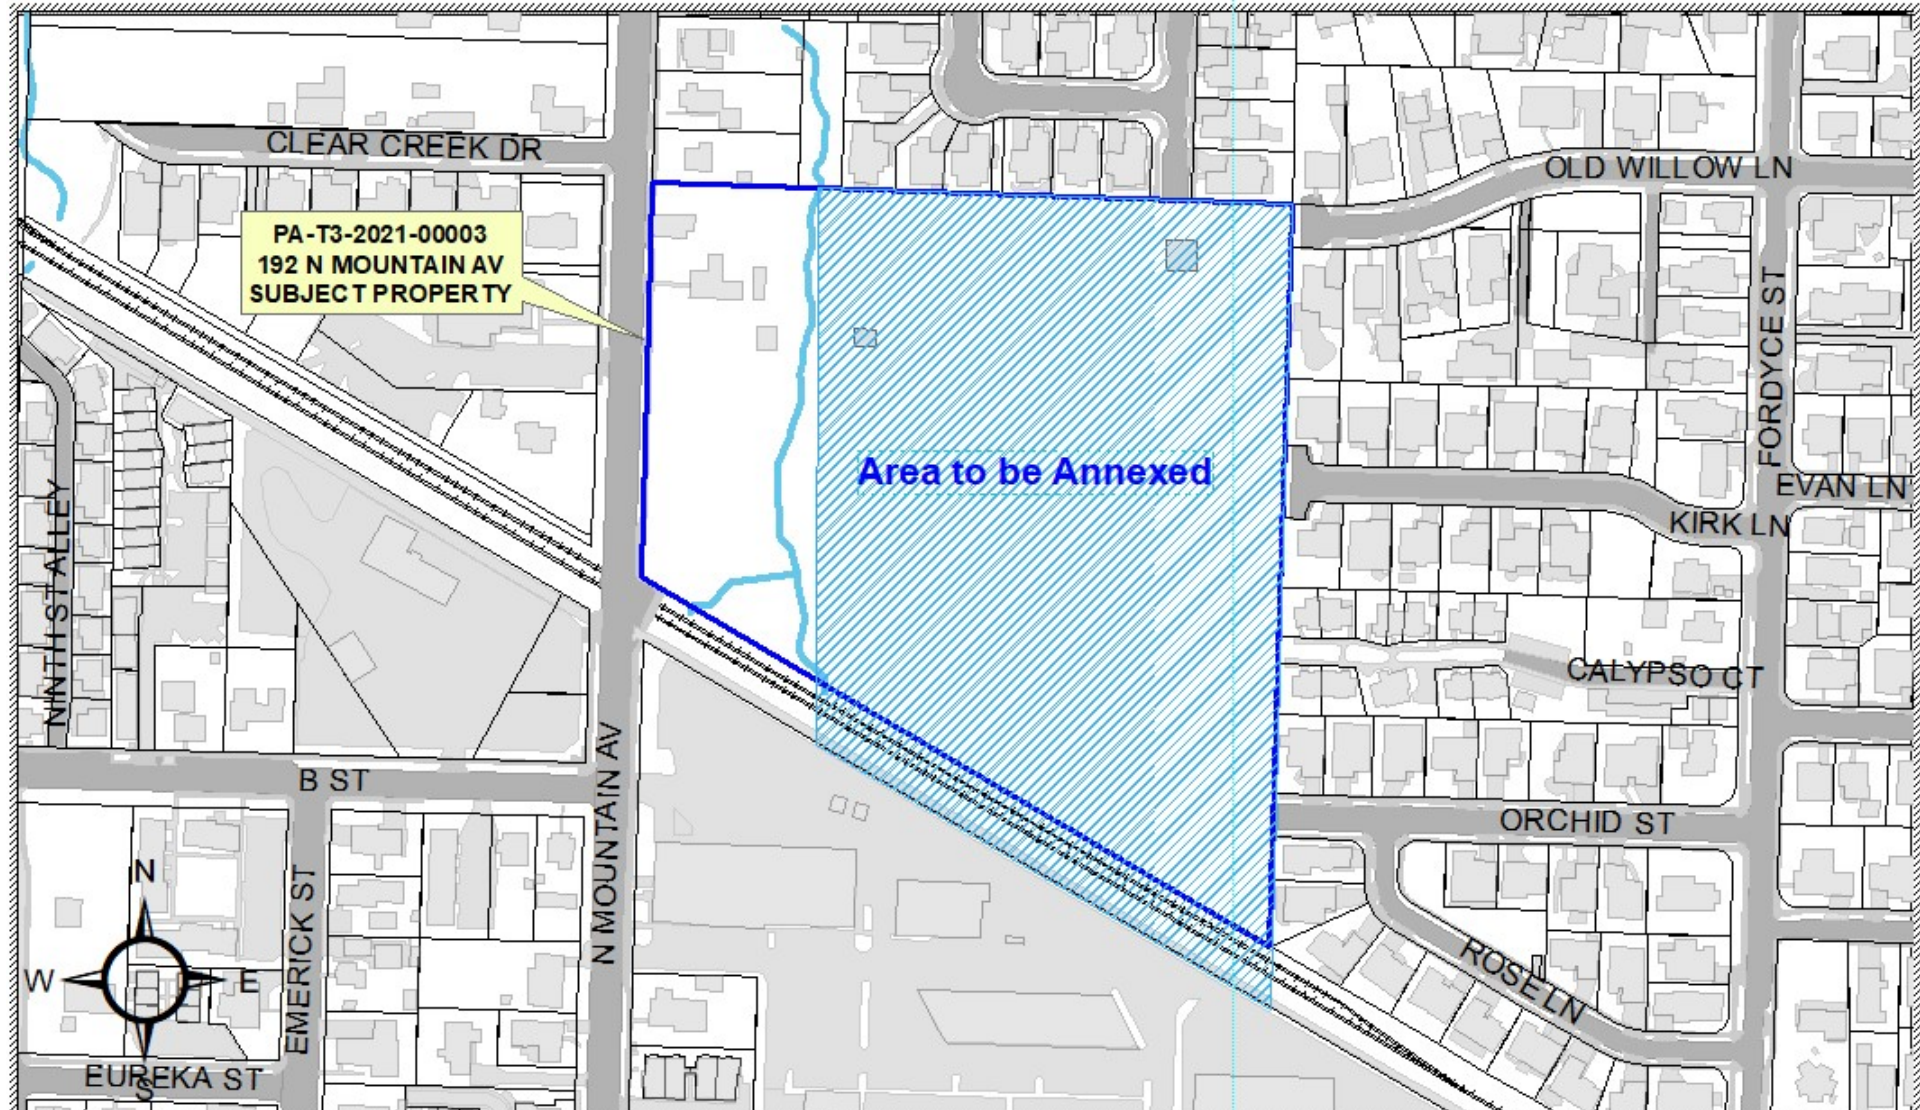 CLEAR CREEK DR
OLD WILLOW LN
PA-T3-2021-00003
192 N MOUNTAIN AV
SUBJECT PROPERTY
FORDYCE ST
Area to be Annexed
EVAN LN
KIRK LN
NINTH ST ALLEY
CALYPSO CT
B ST
N MOUNTAIN AV
ORCHID ST
EMERICK ST
ROSE LN
N
W
E
S
EUREKA ST